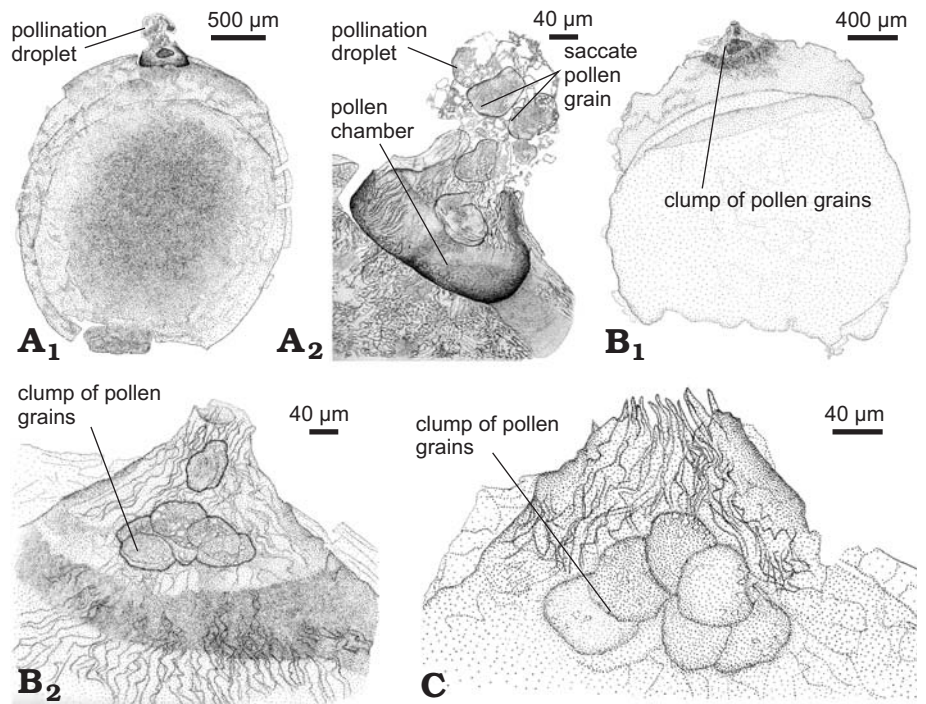 pollination
droplet
500 µm
A1
pollination
droplet
40 µm
saccate
pollen
grain
pollen
chamber
A2
400 µm
clump of pollen grains
B1
clump of pollen
grains
40 µm
B2
clump of pollen
grains
40 µm
C